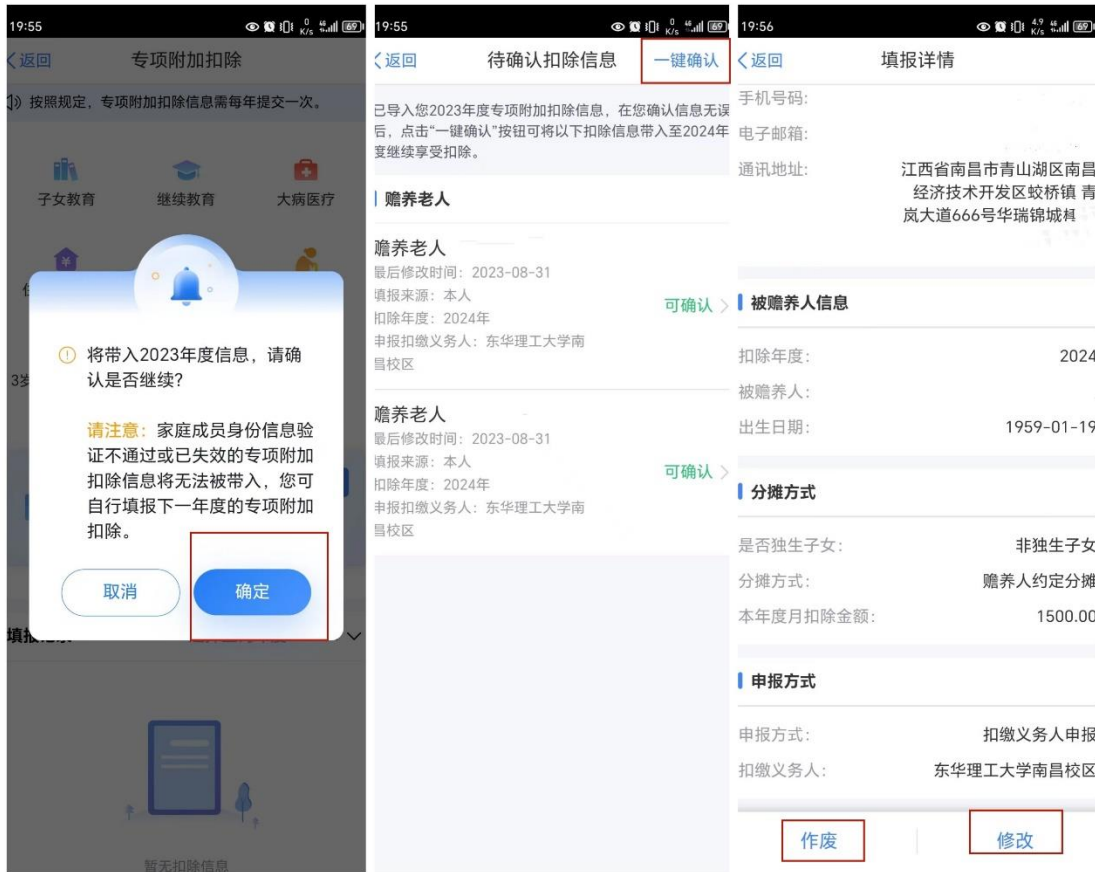 19:55
0 K/s
4G
69
返回
专项附加扣除
按照规定，专项附加扣除信息需每年提交一次。
子女教育
继续教育
大病医疗
将带入2023年度信息，请确
认是否继续？
请注意：家庭成员身份信息验
证不通过或已失效的专项附加
扣除信息将无法被带入，您可
自行填报下一年度的专项附加
扣除。
取消
确定
暂无扣除信息
19:55
0 K/s
4G
69
返回
待确认扣除信息
一键确认
已导入您2023年度专项附加扣除信息，在您确认信息无误
后，点击“一键确认”按钮可将以下扣除信息带入至2024年
度继续享受扣除。
赡养老人
赡养老人
最后修改时间：2023-08-31
填报来源：本人
扣除年度：2024年
申报扣缴义务人：东华理工大学南
昌校区
可确认
赡养老人
最后修改时间：2023-08-31
填报来源：本人
扣除年度：2024年
申报扣缴义务人：东华理工大学南
昌校区
可确认
19:56
4.9 K/s
4G
69
返回
填报详情
手机号码：
电子邮箱：
通讯地址：
江西省南昌市青山湖区南昌
经济技术开发区蛟桥镇 青
岚大道666号华瑞锦城
被赡养人信息
扣除年度：
2024
被赡养人：
出生日期：
1959-01-19
分摊方式
是否独生子女：
非独生子女
分摊方式：
赡养人约定分摊
本年度月扣除金额：
1500.00
申报方式
申报方式：
扣缴义务人申报
扣缴义务人：
东华理工大学南昌校区
作废
修改